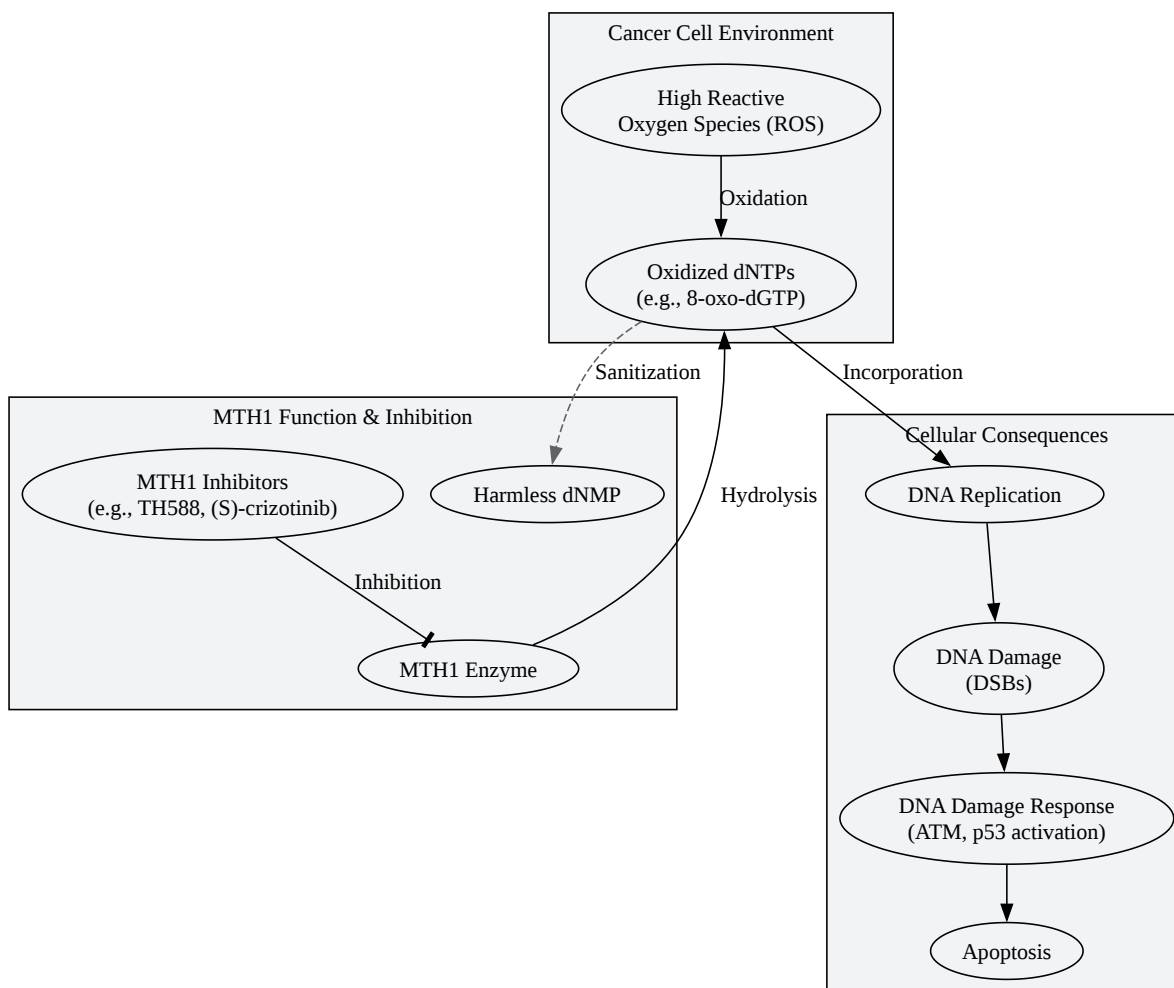 Cancer Cell Environment
High Reactive
Oxygen Species (ROS)
Oxidation
Oxidized dNTPs
(e.g., 8-oxo-dGTP)
Sanitization
Incorporation
MTH1 Function & Inhibition
MTH1 Inhibitors
(e.g., TH588, (S)-crizotinib)
Harmless dNMP
Hydrolysis
Inhibition
MTH1 Enzyme
Cellular Consequences
DNA Replication
DNA Damage
(DSBs)
DNA Damage Response
(ATM, p53 activation)
Apoptosis